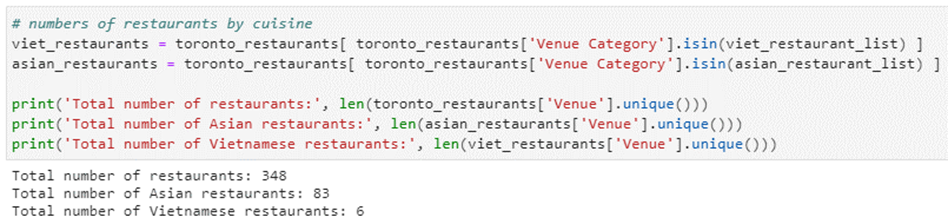 # numbers of restaurants by cuisine
viet_restaurants = toronto_restaurants[ toronto_restaurants['Venue Category'].isin(viet_restaurant_list) ]
asian_restaurants = toronto_restaurants[ toronto_restaurants['Venue Category'].isin(asian_restaurant_list) ]
print('Total number of restaurants:', len(toronto_restaurants['Venue'].unique()))
print('Total number of Asian restaurants:', len(asian_restaurants['Venue'].unique()))
print('Total number of Vietnamese restaurants:', len(viet_restaurants['Venue'].unique()))
Total number of restaurants: 348
Total number of Asian restaurants: 83
Total number of Vietnamese restaurants: 6